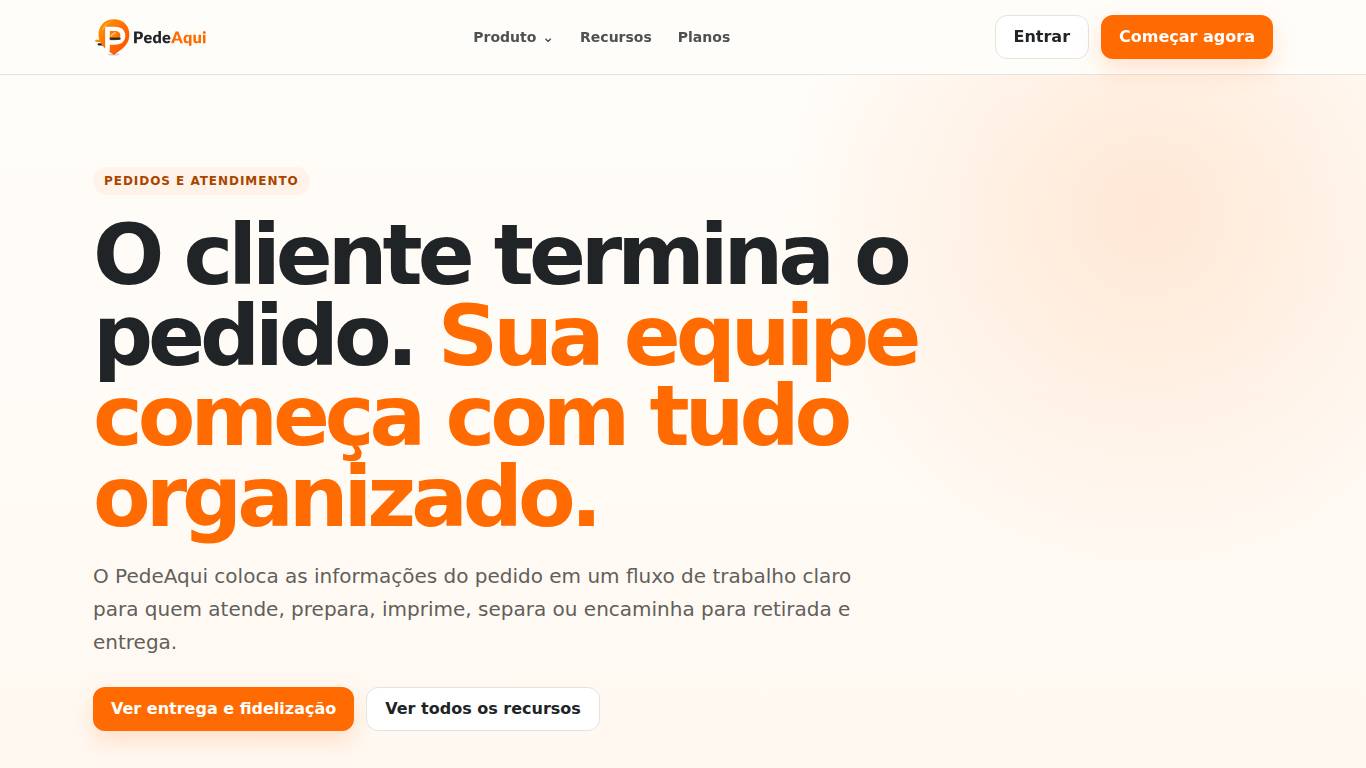 PedeAqui
Produto
Recursos
Planos
Entrar
Começar agora
PEDIDOS E ATENDIMENTO
O cliente termina o
pedido. Sua equipe
começa com tudo
organizado.
O PedeAqui coloca as informações do pedido em um fluxo de trabalho claro
para quem atende, prepara, imprime, separa ou encaminha para retirada e
entrega.
Ver entrega e fidelização
Ver todos os recursos